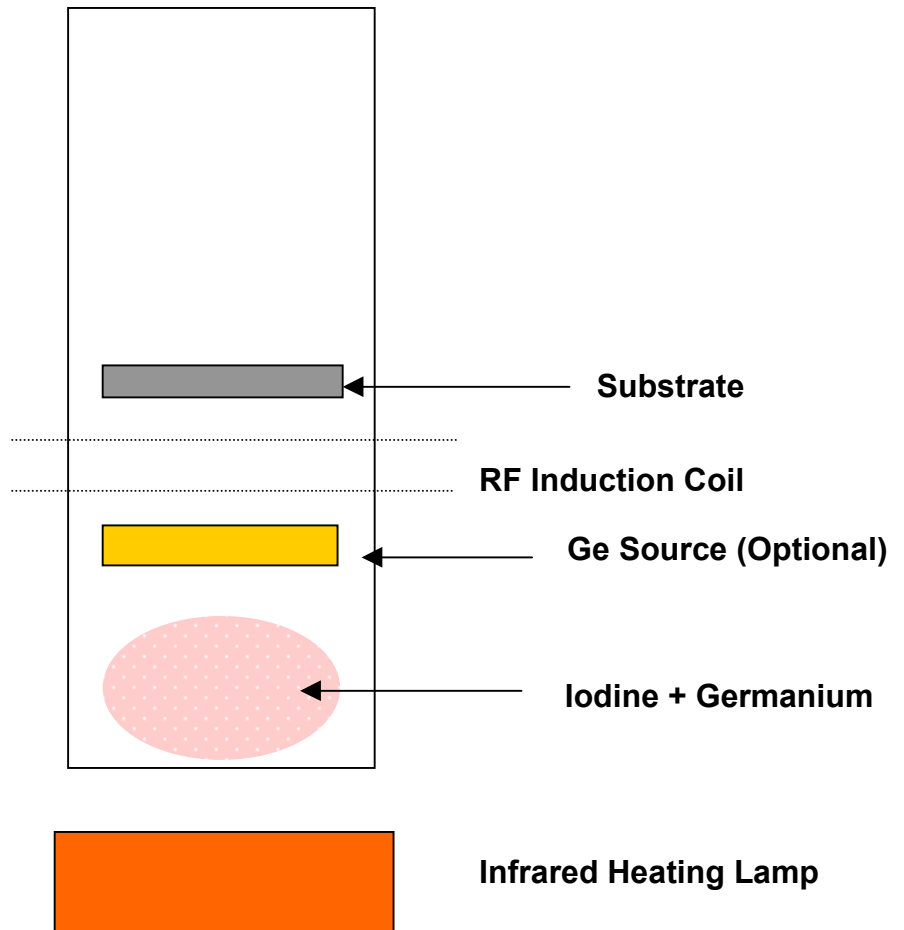 Substrate
RF Induction Coil
Ge Source (Optional)
Iodine + Germanium
Infrared Heating Lamp